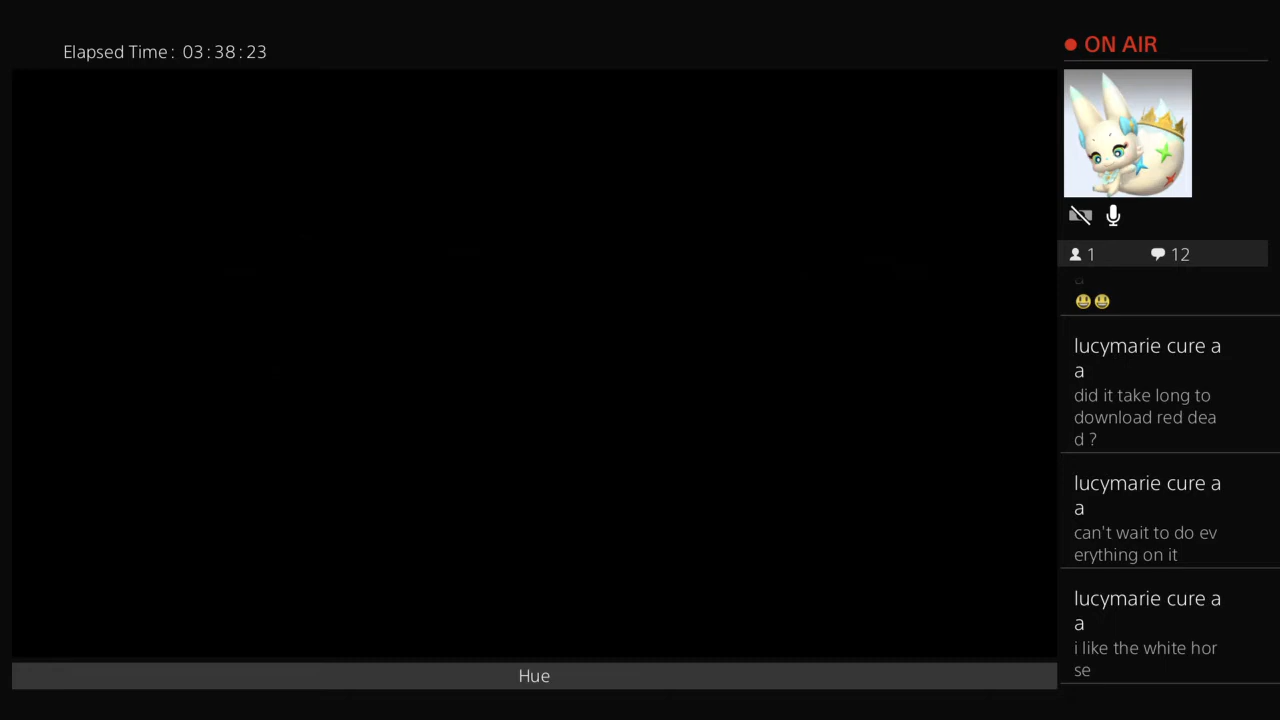 Elapsed Time: 03:38:23
ON AIR
1 12
lucymarie cure a
a
did it take long to
download red dea
d ?
lucymarie cure a
a
can't wait to do ev
erything on it
lucymarie cure a
a
i like the white hor
se
Hue